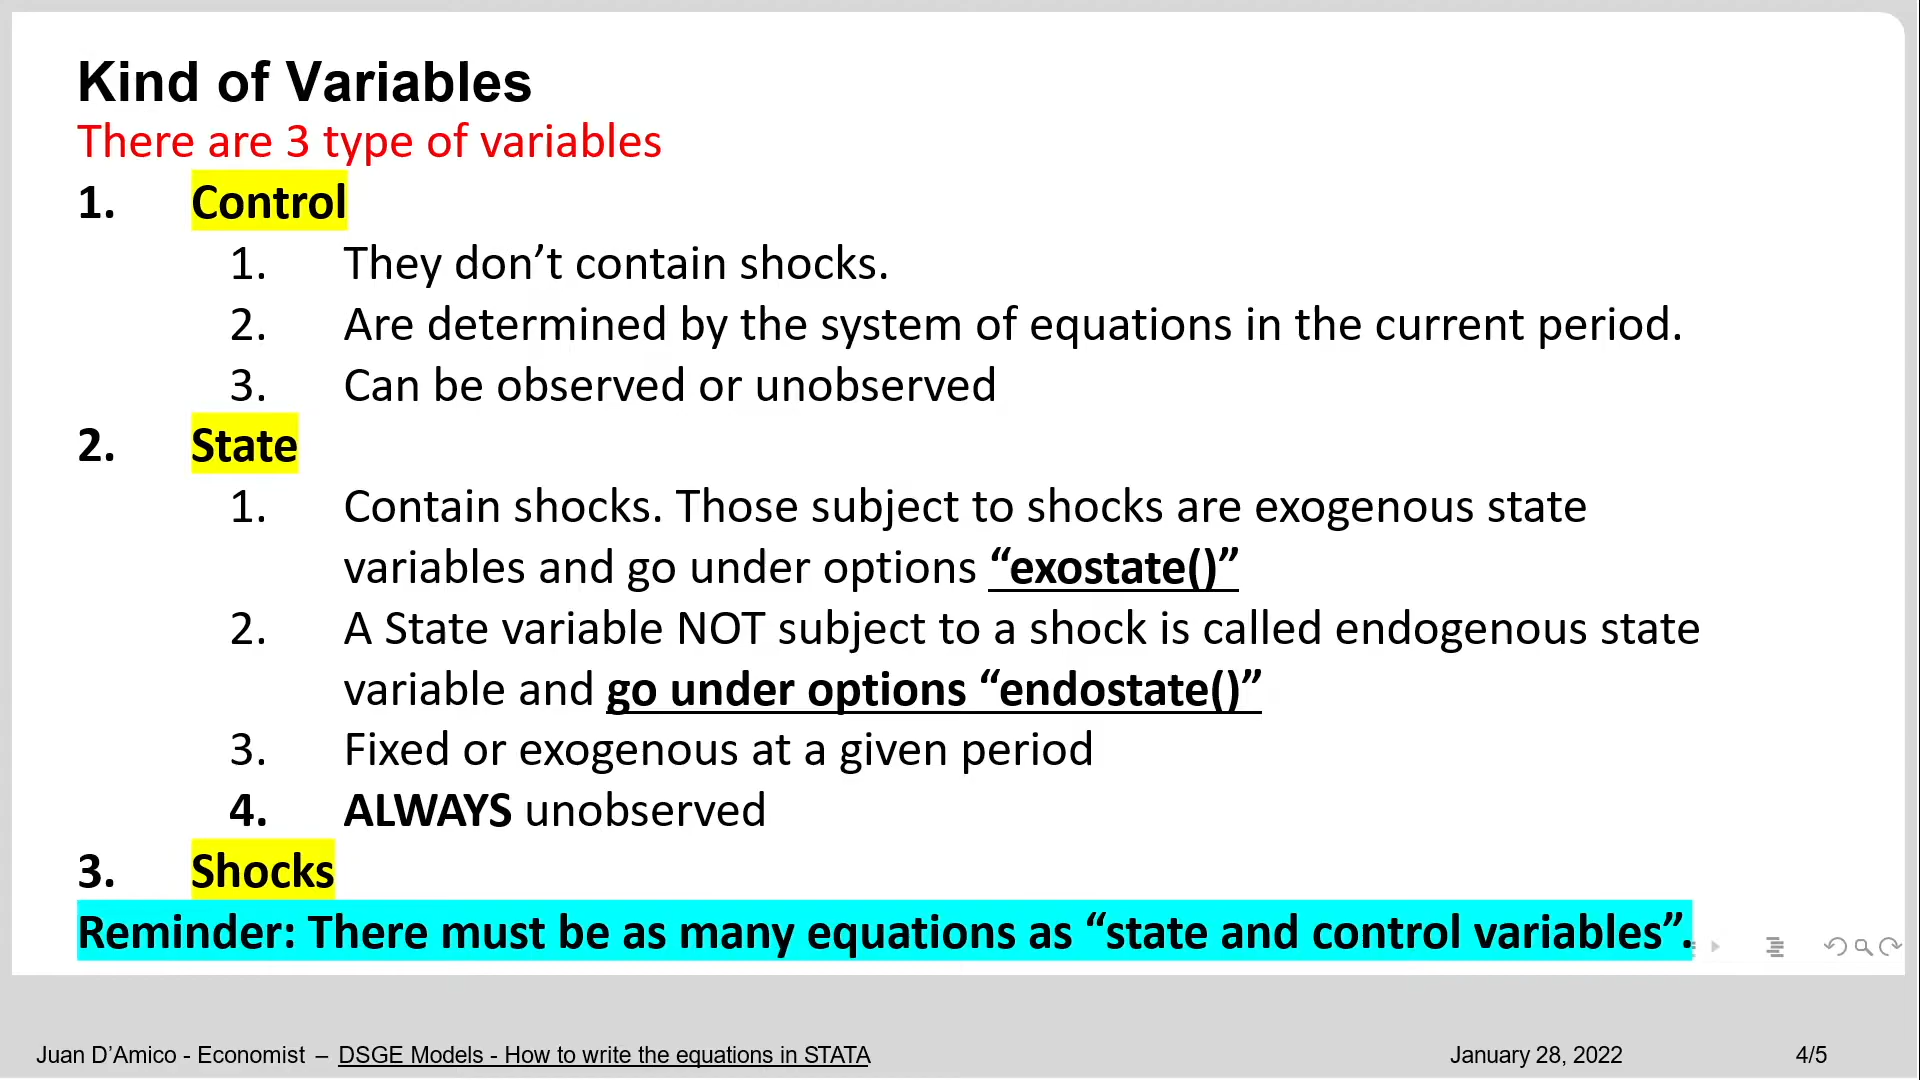 Kind of Variables
There are 3 type of variables
1. Control
1. They don’t contain shocks.
2. Are determined by the system of equations in the current period.
3. Can be observed or unobserved
2. State
1. Contain shocks. Those subject to shocks are exogenous state
variables and go under options “exostate()”
2. A State variable NOT subject to a shock is called endogenous state
variable and go under options “endostate()”
3. Fixed or exogenous at a given period
4. ALWAYS unobserved
3. Shocks
Reminder: There must be as many equations as “state and control variables”.
Juan D’Amico - Economist – DSGE Models - How to write the equations in STATA January 28, 2022 4/5